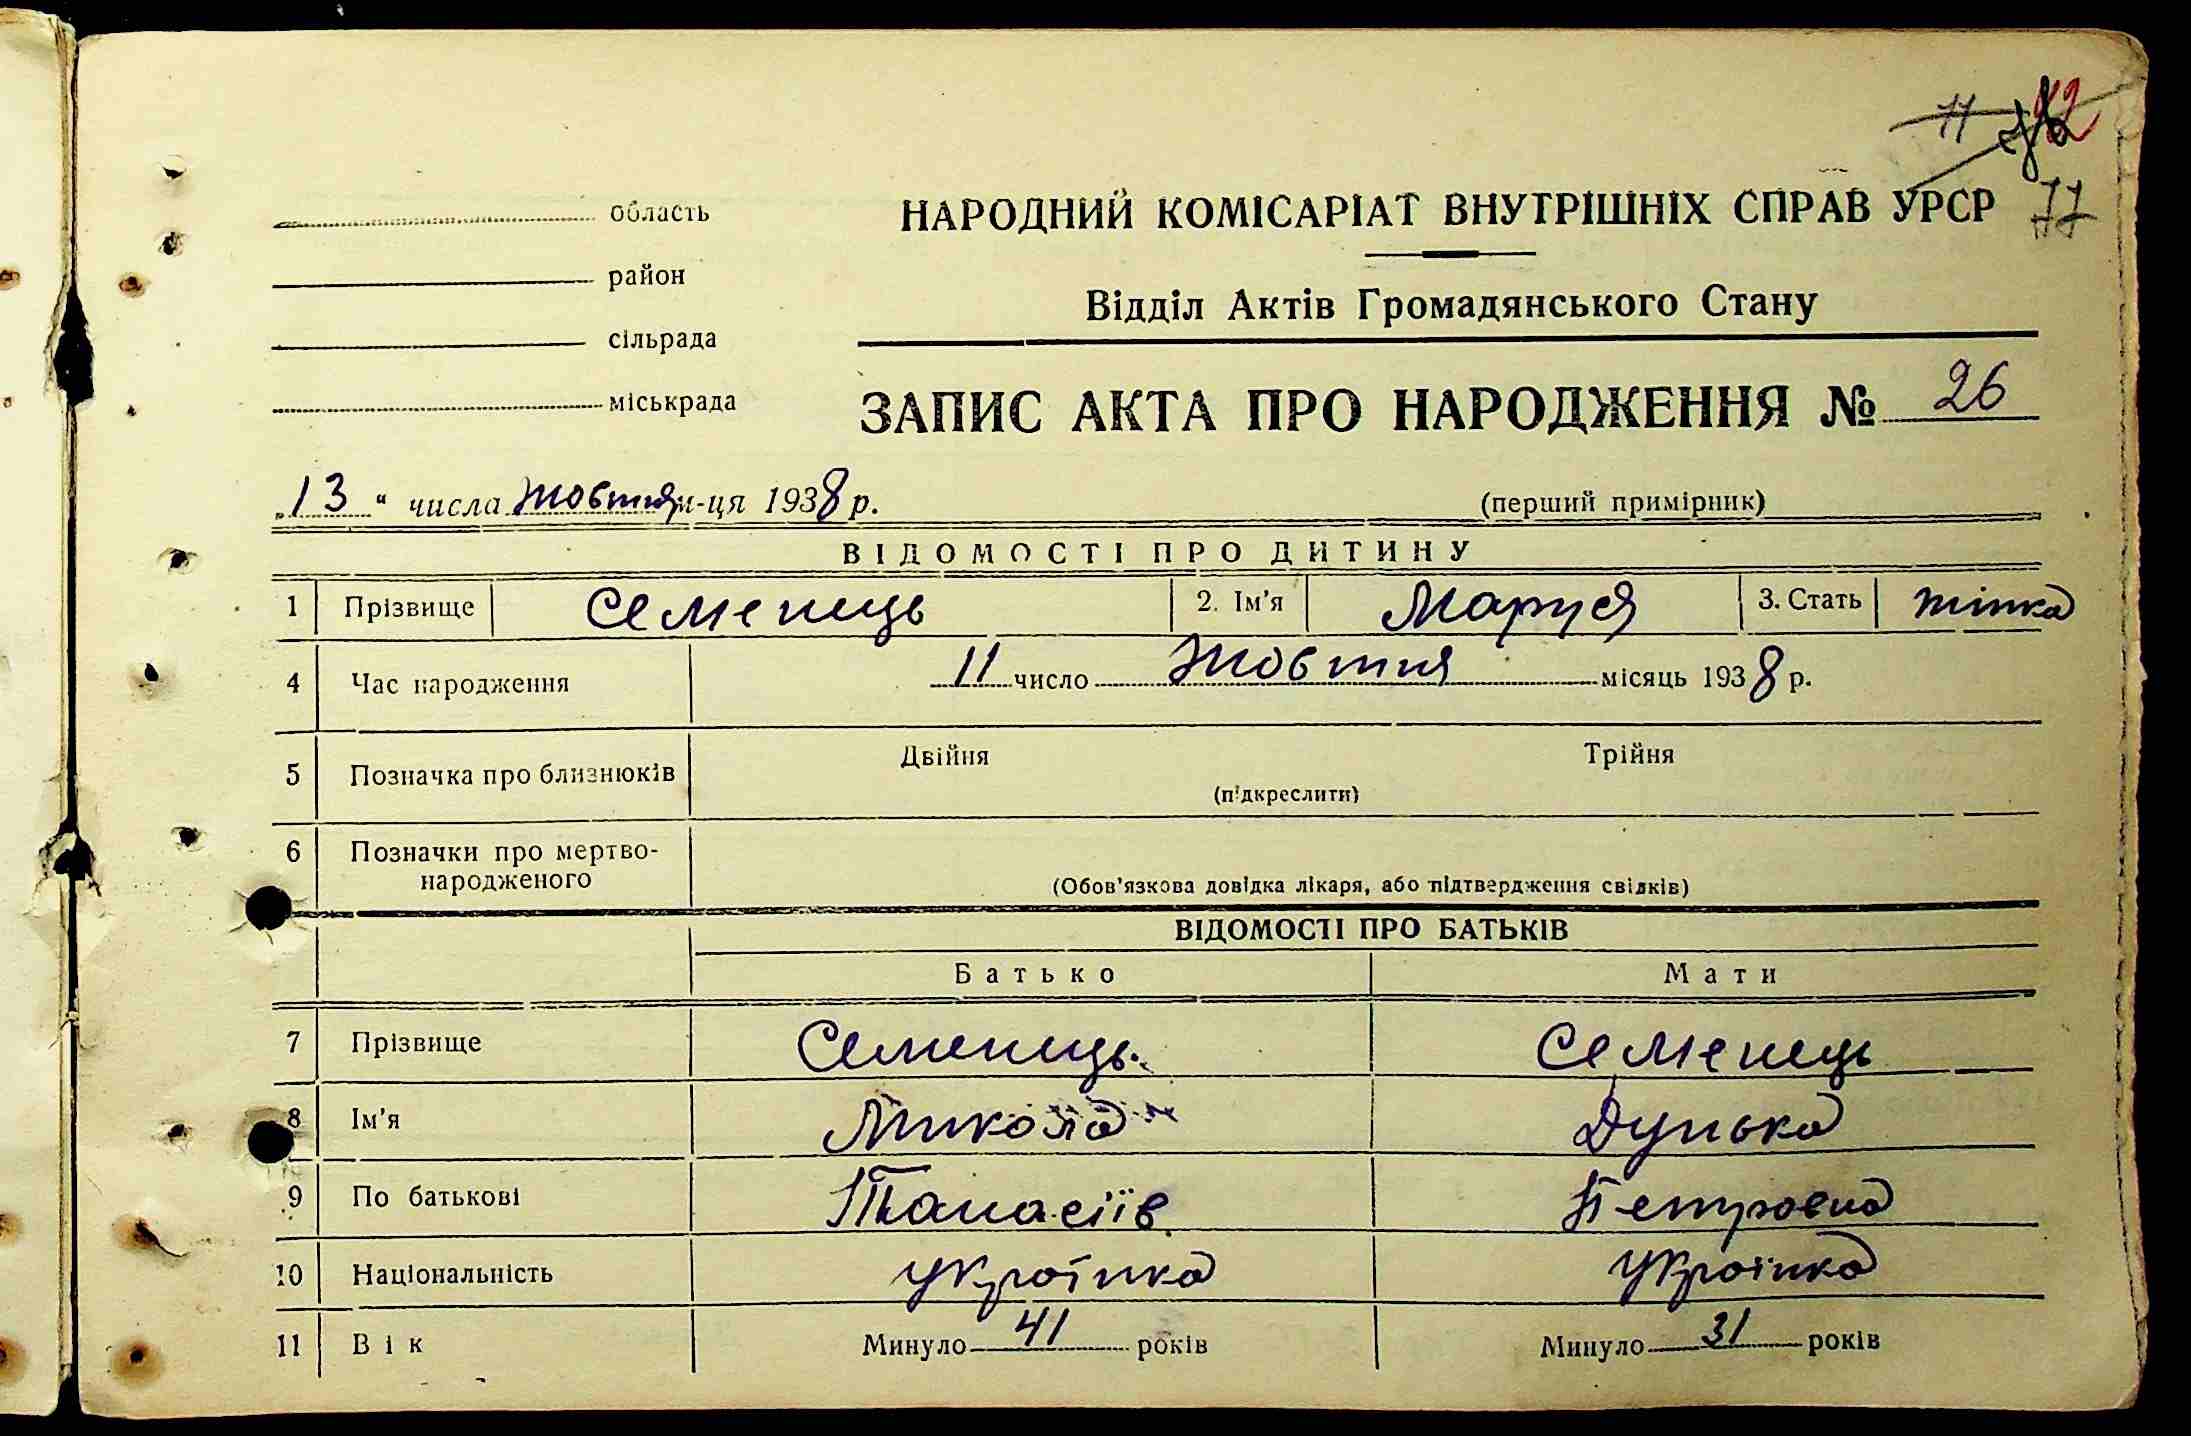 11 42
77
область
район
сільрада
міськрада
НАРОДНИЙ КОМІСАРІАТ ВНУТРІШНІХ СПРАВ УРСР
Відділ Актів Громадянського Стану
ЗАПИС АКТА ПРО НАРОДЖЕННЯ № 26
„13“ числа жовтня м-ця 1938 р. (перший примірник)
ВІДОМОСТІ ПРО ДИТИНУ
1 Прізвище Семенець 2. Ім'я Маруся 3. Стать жінка
4 Час народження 11 число Жовтня місяць 1938 р.
5 Позначка про близнюків Двійня Трійня
(підкреслити)
6 Позначки про мертво-
народженого
(Обов'язкова довідка лікаря, або підтвердження свідків)
ВІДОМОСТІ ПРО БАТЬКІВ
Батько Мати
7 Прізвище Семенець Семенець
8 Ім'я Микола Дунька
9 По батькові Танасіїв Петровна
10 Національність Українка Українка
11 Вік Минуло 41 років Минуло 31 років